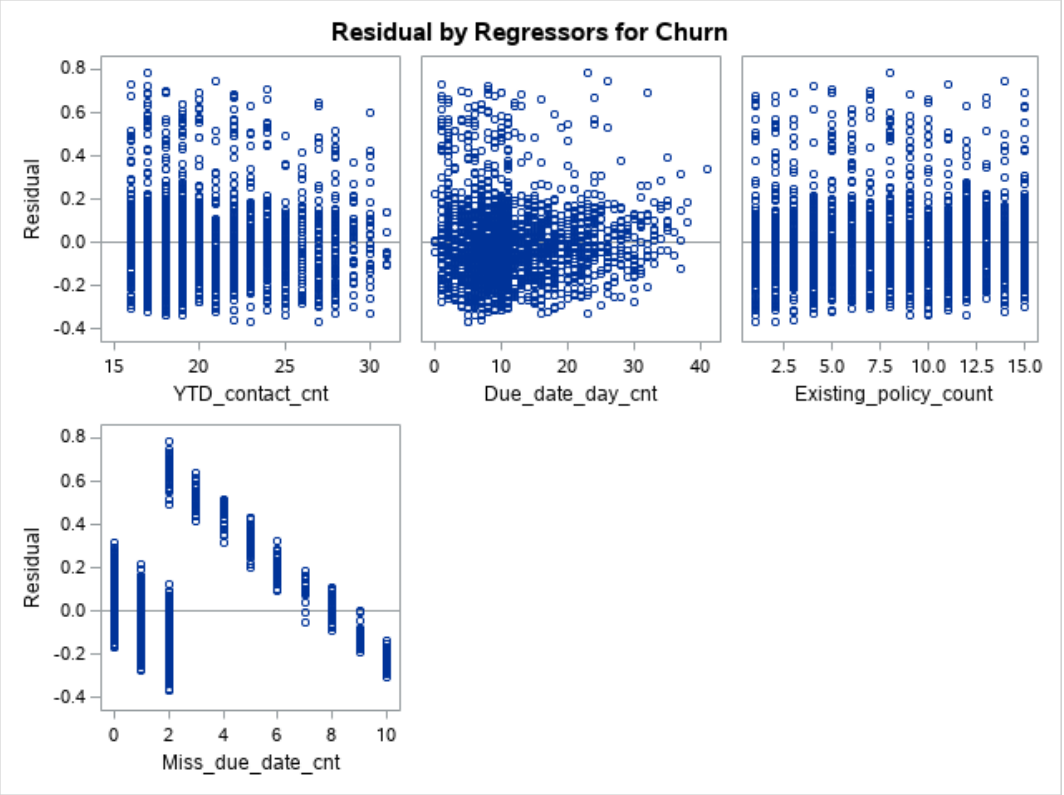 Residual by Regressors for Churn
Residual
0.8
0.6
0.4
0.2
0.0
-0.2
-0.4
15 20 25 30
YTD_contact_cnt
0 10 20 30 40
Due_date_day_cnt
2.5 5.0 7.5 10.0 12.5 15.0
Existing_policy_count
Residual
0.8
0.6
0.4
0.2
0.0
-0.2
-0.4
0 2 4 6 8 10
Miss_due_date_cnt